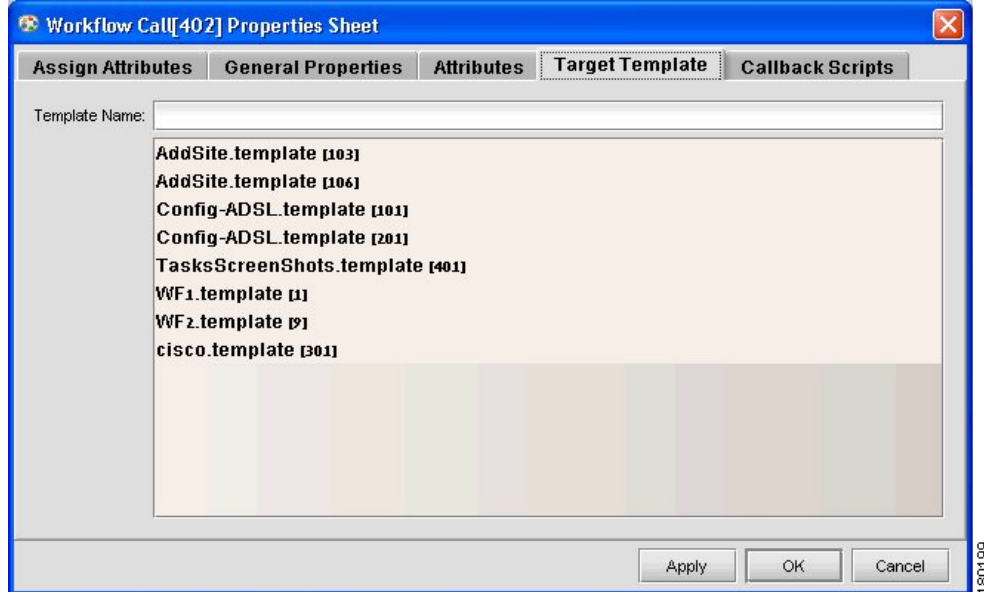 Workflow Call[402] Properties Sheet
Assign Attributes General Properties Attributes Target Template Callback Scripts
Template Name:
AddSite.template [103]
AddSite.template [106]
Config-ADSL.template [101]
Config-ADSL.template [201]
TasksScreenShots.template [401]
WF1.template [1]
WF2.template [9]
cisco.template [301]
Apply OK Cancel
180199